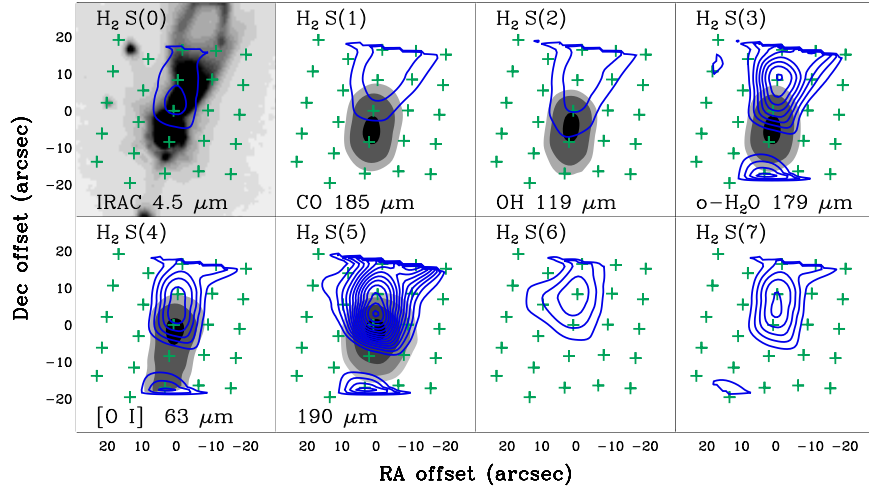 H₂ S(0) H₂ S(1) H₂ S(2) H₂ S(3)
20
10
0
-10
-20
IRAC 4.5 μm CO 185 μm OH 119 μm o-H₂O 179 μm
H₂ S(4) H₂ S(5) H₂ S(6) H₂ S(7)
20
10
0
-10
-20
[O I] 63 μm 190 μm
20 10 0 -10 -20 20 10 0 -10 -20 20 10 0 -10 -20 20 10 0 -10 -20
Dec offset (arcsec)
RA offset (arcsec)